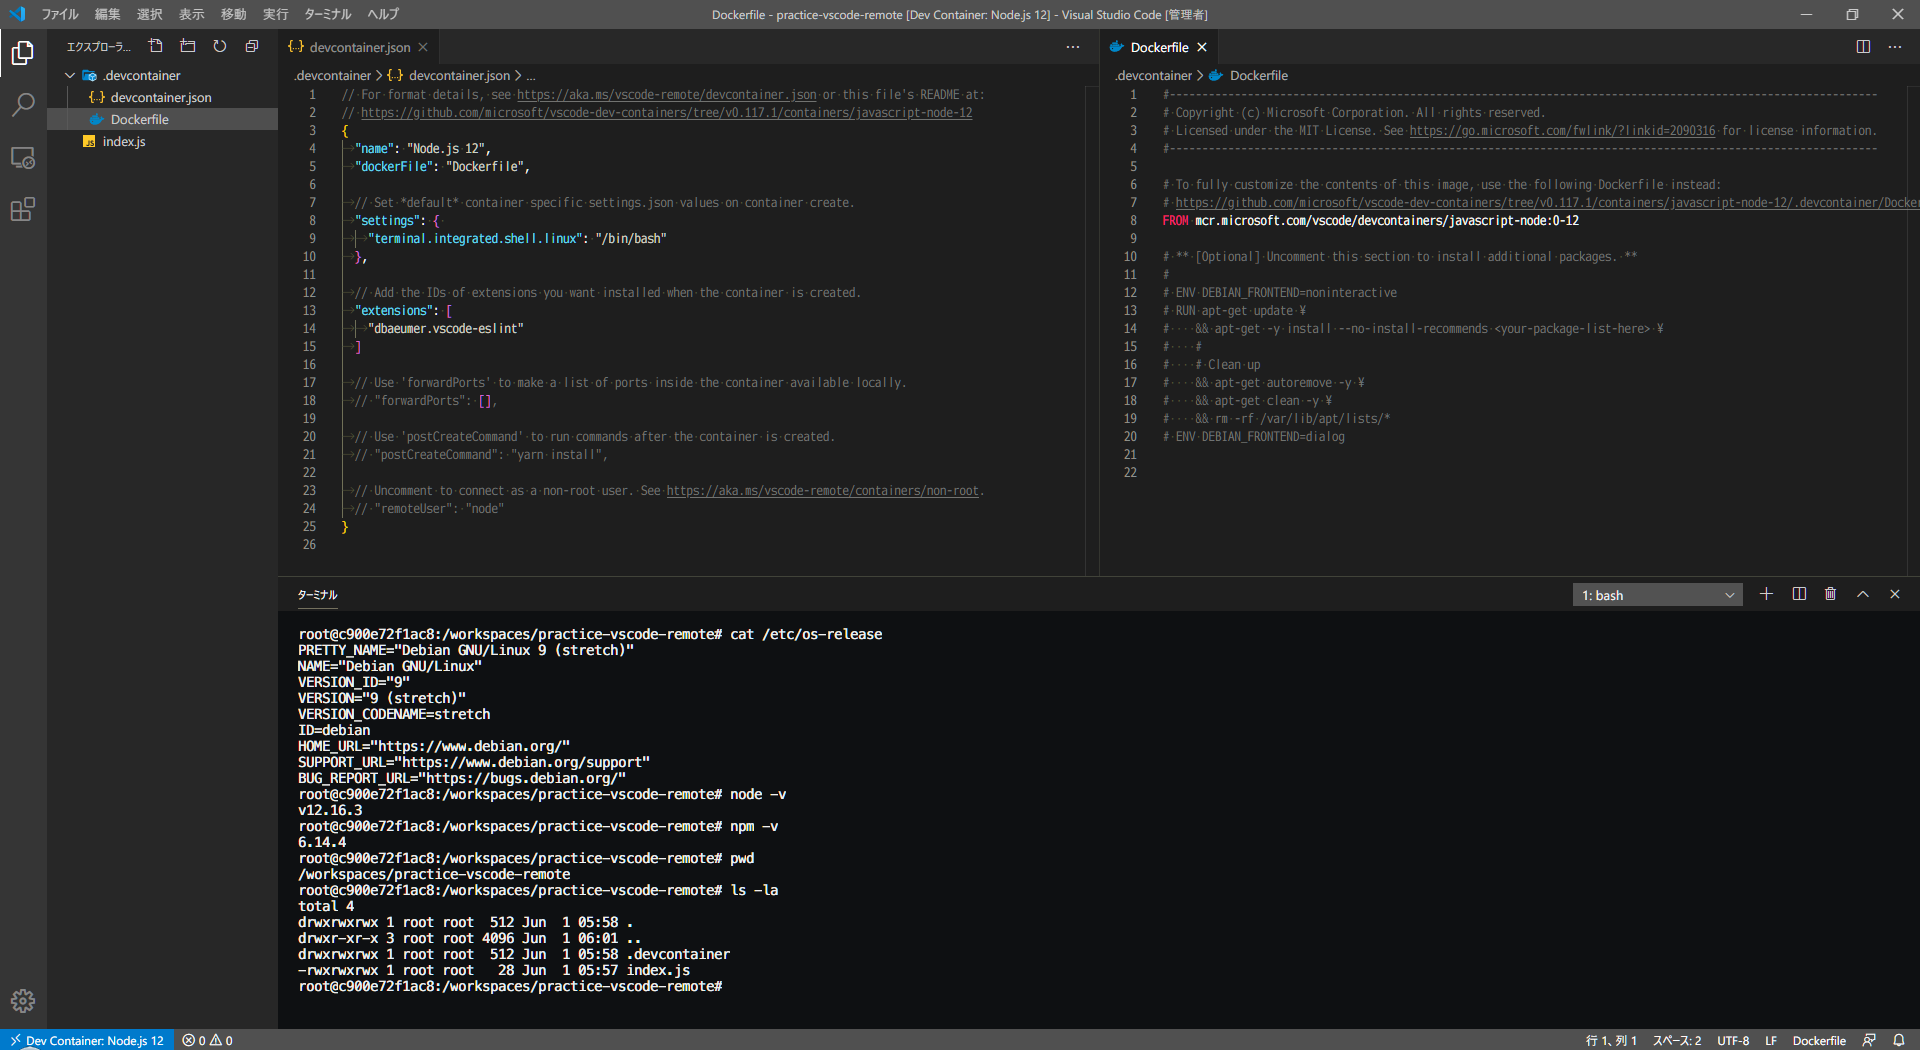 ファイル 編集 選択 表示 移動 実行 ターミナル ヘルプ
Dockerfile - practice-vscode-remote [Dev Container: Node.js 12] - Visual Studio Code [管理者]
エクスプローラ...
.devcontainer
devcontainer.json
Dockerfile
index.js
devcontainer.json
.devcontainer > {..} devcontainer.json > ...
1 // For format details, see https://aka.ms/vscode-remote/devcontainer.json or this file's README at:
2 // https://github.com/microsoft/vscode-dev-containers/tree/v0.117.1/containers/javascript-node-12
3 {
4 "name": "Node.js 12",
5 "dockerFile": "Dockerfile",
6
7 // Set *default* container specific settings.json values on container create.
8 "settings": {
9 "terminal.integrated.shell.linux": "/bin/bash"
10 },
11
12 // Add the IDs of extensions you want installed when the container is created.
13 "extensions": [
14 "dbaeumer.vscode-eslint"
15 ]
16
17 // Use 'forwardPorts' to make a list of ports inside the container available locally.
18 // "forwardPorts": [],
19
20 // Use 'postCreateCommand' to run commands after the container is created.
21 // "postCreateCommand": "yarn install",
22
23 // Uncomment to connect as a non-root user. See https://aka.ms/vscode-remote/containers/non-root.
24 // "remoteUser": "node"
25 }
26
Dockerfile
.devcontainer > Dockerfile
1 #-------------------------------------------------------------------------------------------------------------
2 # Copyright (c) Microsoft Corporation. All rights reserved.
3 # Licensed under the MIT License. See https://go.microsoft.com/fwlink/?linkid=2090316 for license information.
4 #-------------------------------------------------------------------------------------------------------------
5
6 # To fully customize the contents of this image, use the following Dockerfile instead:
7 # https://github.com/microsoft/vscode-dev-containers/tree/v0.117.1/containers/javascript-node-12/.devcontainer/Docker
8 FROM mcr.microsoft.com/vscode/devcontainers/javascript-node:0-12
9
10 # ** [Optional] Uncomment this section to install additional packages. **
11 #
12 # ENV DEBIAN_FRONTEND=noninteractive
13 # RUN apt-get update ¥
14 # && apt-get -y install --no-install-recommends <your-package-list-here> ¥
15 # #
16 # # Clean up
17 # && apt-get autoremove -y ¥
18 # && apt-get clean -y ¥
19 # && rm -rf /var/lib/apt/lists/*
20 # ENV DEBIAN_FRONTEND=dialog
21
22
ターミナル
1: bash
root@c900e72f1ac8:/workspaces/practice-vscode-remote# cat /etc/os-release
PRETTY_NAME="Debian GNU/Linux 9 (stretch)"
NAME="Debian GNU/Linux"
VERSION_ID="9"
VERSION="9 (stretch)"
VERSION_CODENAME=stretch
ID=debian
HOME_URL="https://www.debian.org/"
SUPPORT_URL="https://www.debian.org/support"
BUG_REPORT_URL="https://bugs.debian.org/"
root@c900e72f1ac8:/workspaces/practice-vscode-remote# node -v
v12.16.3
root@c900e72f1ac8:/workspaces/practice-vscode-remote# npm -v
6.14.4
root@c900e72f1ac8:/workspaces/practice-vscode-remote# pwd
/workspaces/practice-vscode-remote
root@c900e72f1ac8:/workspaces/practice-vscode-remote# ls -la
total 4
drwxrwxrwx 1 root root  512 Jun  1 05:58 .
drwxr-xr-x 3 root root 4096 Jun  1 06:01 ..
drwxrwxrwx 1 root root  512 Jun  1 05:58 .devcontainer
-rwxrwxrwx 1 root root   28 Jun  1 05:57 index.js
root@c900e72f1ac8:/workspaces/practice-vscode-remote#
Dev Container: Node.js 12 0 0
行 1、列 1 スペース: 2 UTF-8 LF Dockerfile